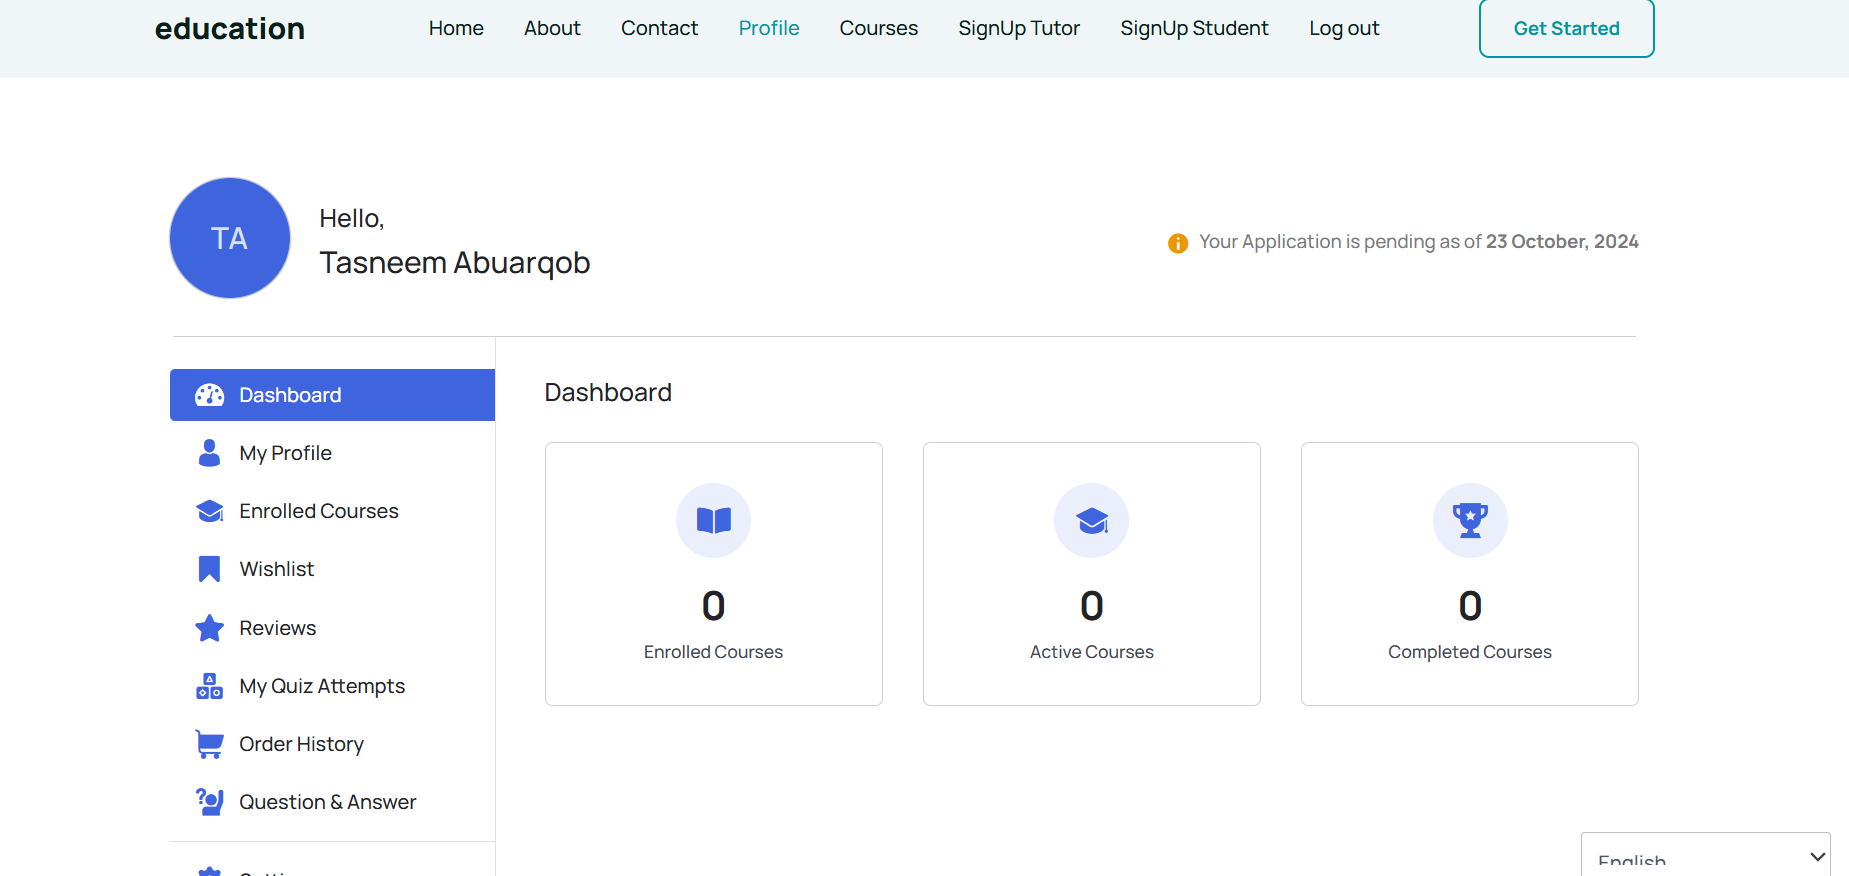 education
Home About Contact Profile Courses SignUp Tutor SignUp Student Log out
Get Started
TA
Hello,
Tasneem Abuarqob
Your Application is pending as of 23 October, 2024
Dashboard
My Profile
Enrolled Courses
Wishlist
Reviews
My Quiz Attempts
Order History
Question & Answer
Dashboard
0
Enrolled Courses
0
Active Courses
0
Completed Courses
English